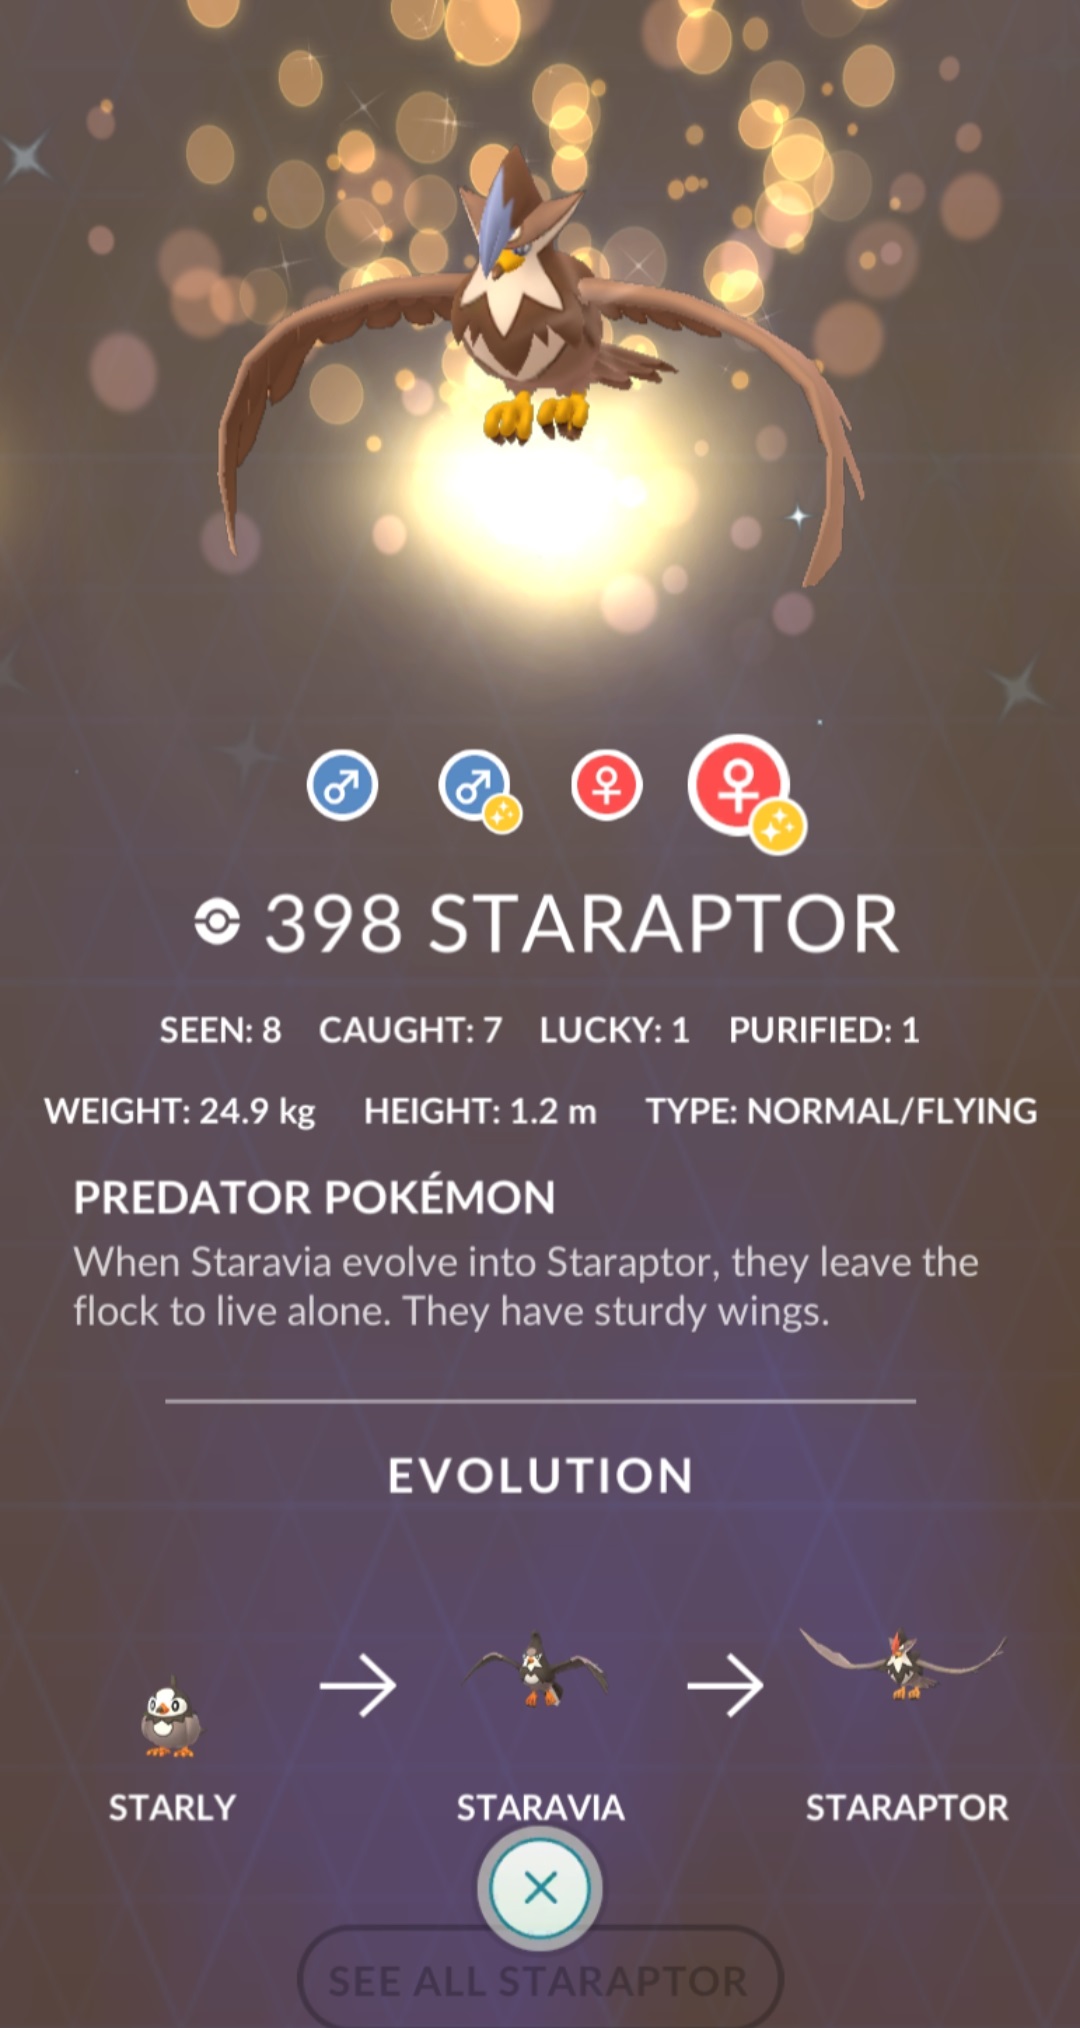 398 STARAPTOR
SEEN: 8 CAUGHT: 7 LUCKY: 1 PURIFIED: 1
WEIGHT: 24.9 kg HEIGHT: 1.2 m TYPE: NORMAL/FLYING
PREDATOR POKÉMON
When Staravia evolve into Staraptor, they leave the
flock to live alone. They have sturdy wings.
EVOLUTION
STARLY STARAVIA STARAPTOR
SEE ALL STARAPTOR